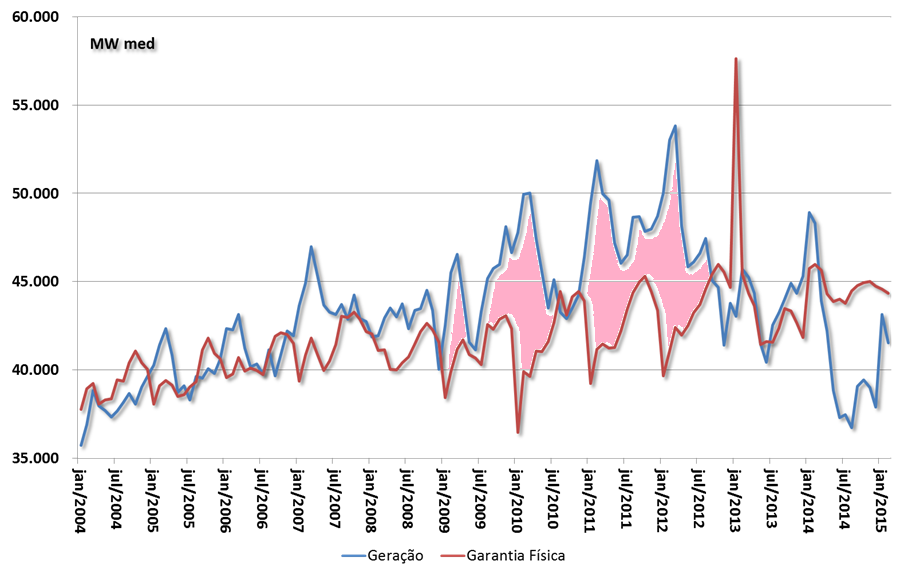 60.000
MW med
55.000
50.000
45.000
40.000
35.000
jan/2004
jul/2004
jan/2005
jul/2005
jan/2006
jul/2006
jan/2007
jul/2007
jan/2008
jul/2008
jan/2009
jul/2009
jan/2010
jul/2010
jan/2011
jul/2011
jan/2012
jul/2012
jan/2013
jul/2013
jan/2014
jul/2014
jan/2015
Geração
Garantia Física